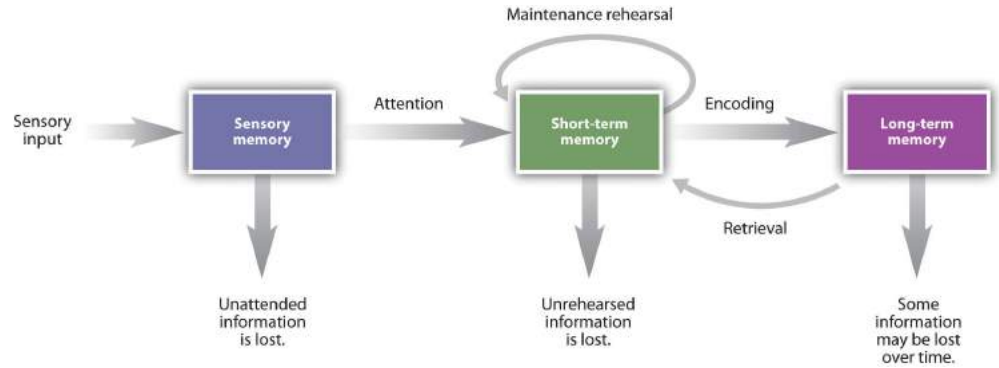 Maintenance rehearsal
Sensory
input
Sensory
memory
Attention
Short-term
memory
Encoding
Long-term
memory
Retrieval
Unattended
information
is lost.
Unrehearsed
information
is lost.
Some
information
may be lost
over time.